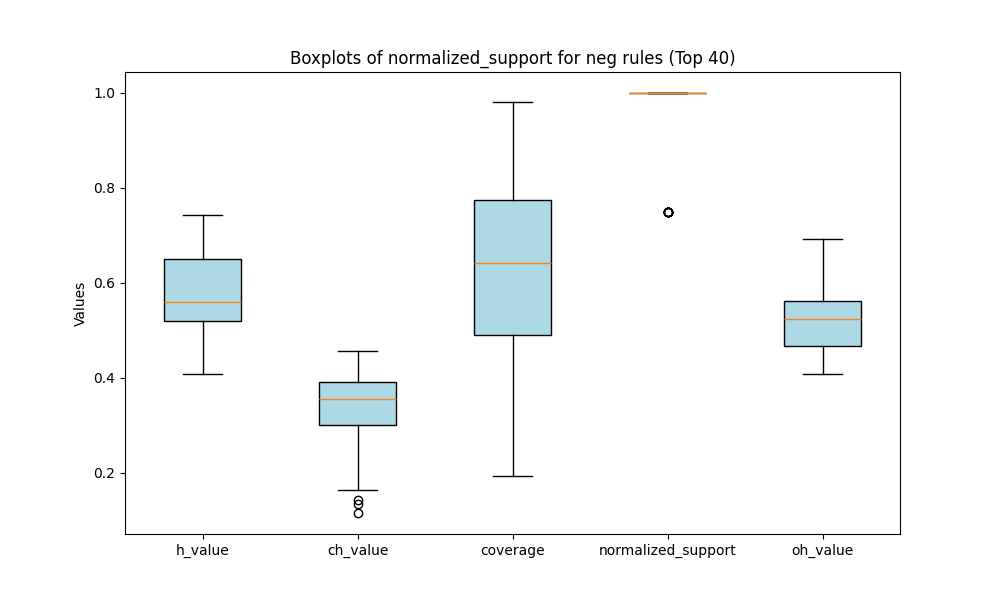 Boxplots of normalized_support for neg rules (Top 40)
Values
1.0
0.8
0.6
0.4
0.2
h_value
ch_value
coverage
normalized_support
oh_value